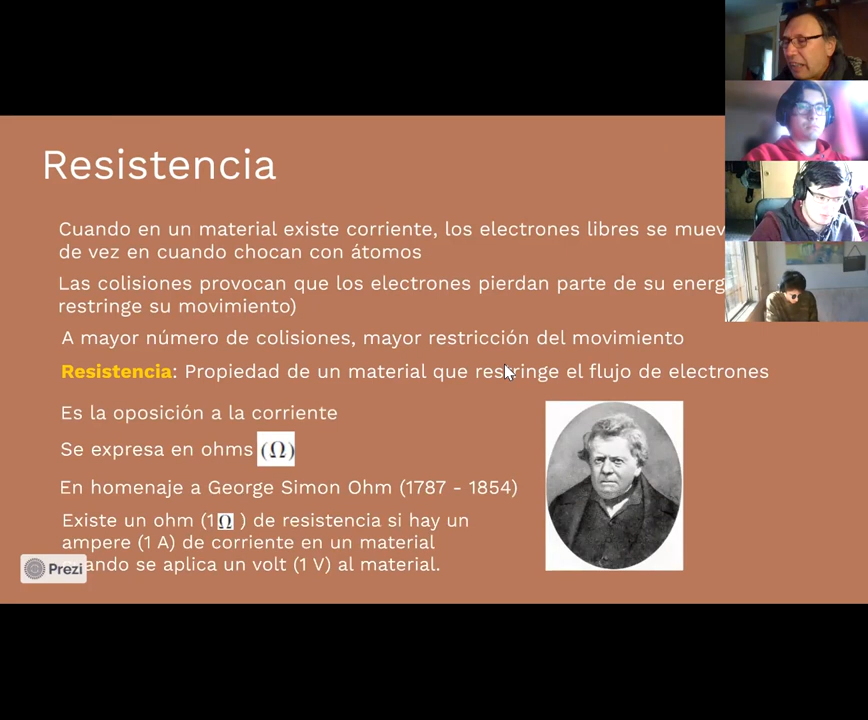 Resistencia
Cuando en un material existe corriente, los electrones libres se
de vez en cuando chocan con átomos
Las colisiones provocan que los electrones pierdan parte de su
restringe su movimiento)
A mayor número de colisiones, mayor restricción del movimiento
Resistencia: Propiedad de un material que restringe el flujo de electrones
Es la oposición a la corriente
Se expresa en ohms (Ω)
En homenaje a George Simon Ohm (1787 - 1854)
Existe un ohm (1 Ω ) de resistencia si hay un
ampere (1 A) de corriente en un material
se aplica un volt (1 V) al material.
Prezi